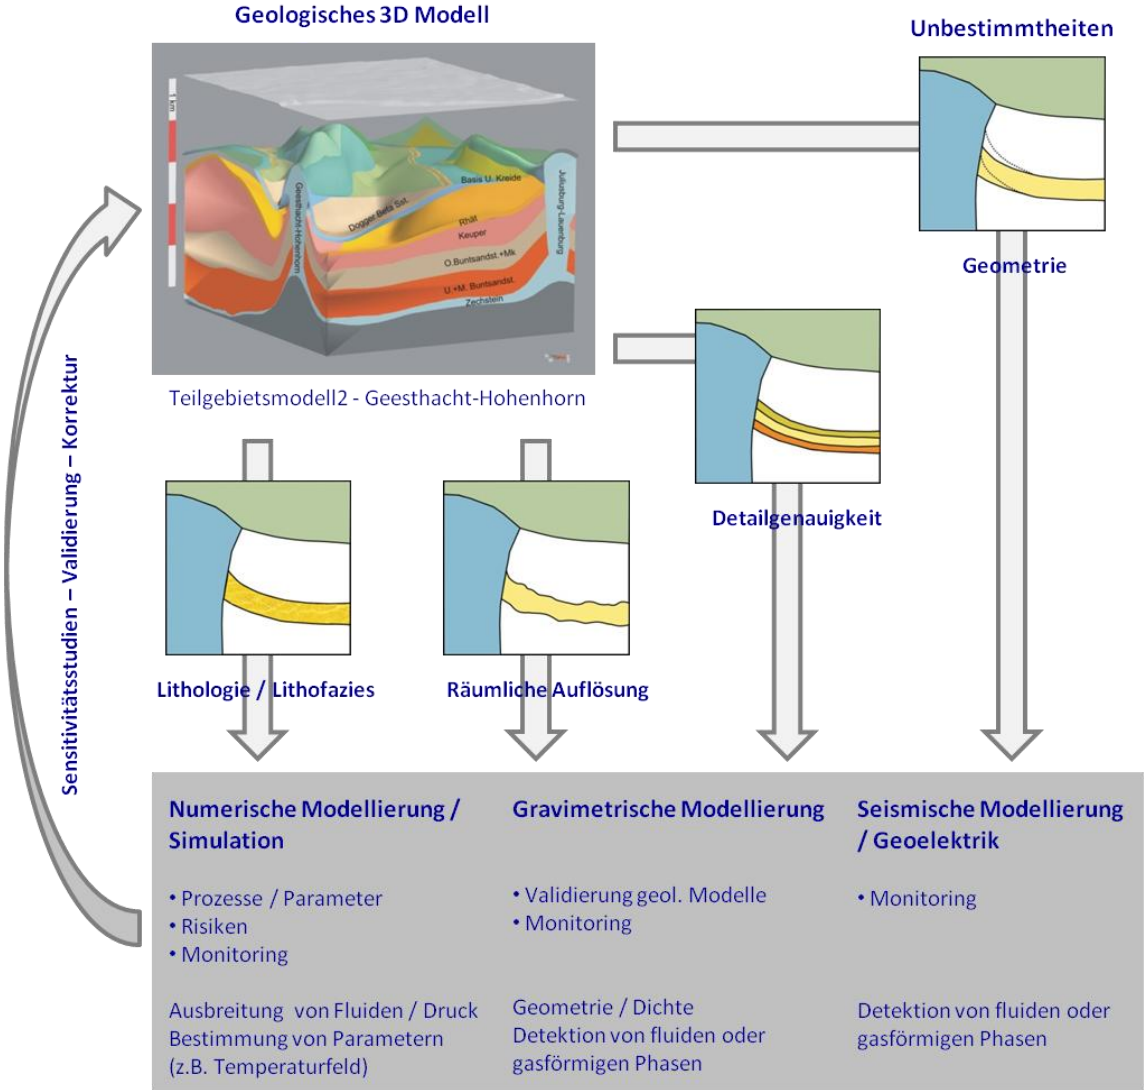 Geologisches 3D Modell
Unbestimmtheiten
1 km
Geesthacht-Hohenhorn
Juliusburg-Lauenburg
Basis U. Kreide
Dogger Beta Sst.
Rhät
Keuper
O.Buntsandst.+Mk
U.+M. Buntsandst.
Zechstein
Geometrie
Teilgebietsmodell2 - Geesthacht-Hohenhorn
Detailgenauigkeit
Sensitivitätsstudien – Validierung – Korrektur
Lithologie / Lithofazies
Räumliche Auflösung
Numerische Modellierung /
Simulation
• Prozesse / Parameter
• Risiken
• Monitoring
Ausbreitung von Fluiden / Druck
Bestimmung von Parametern
(z.B. Temperaturfeld)
Gravimetrische Modellierung
• Validierung geol. Modelle
• Monitoring
Geometrie / Dichte
Detektion von fluiden oder
gasförmigen Phasen
Seismische Modellierung
/ Geoelektrik
• Monitoring
Detektion von fluiden oder
gasförmigen Phasen